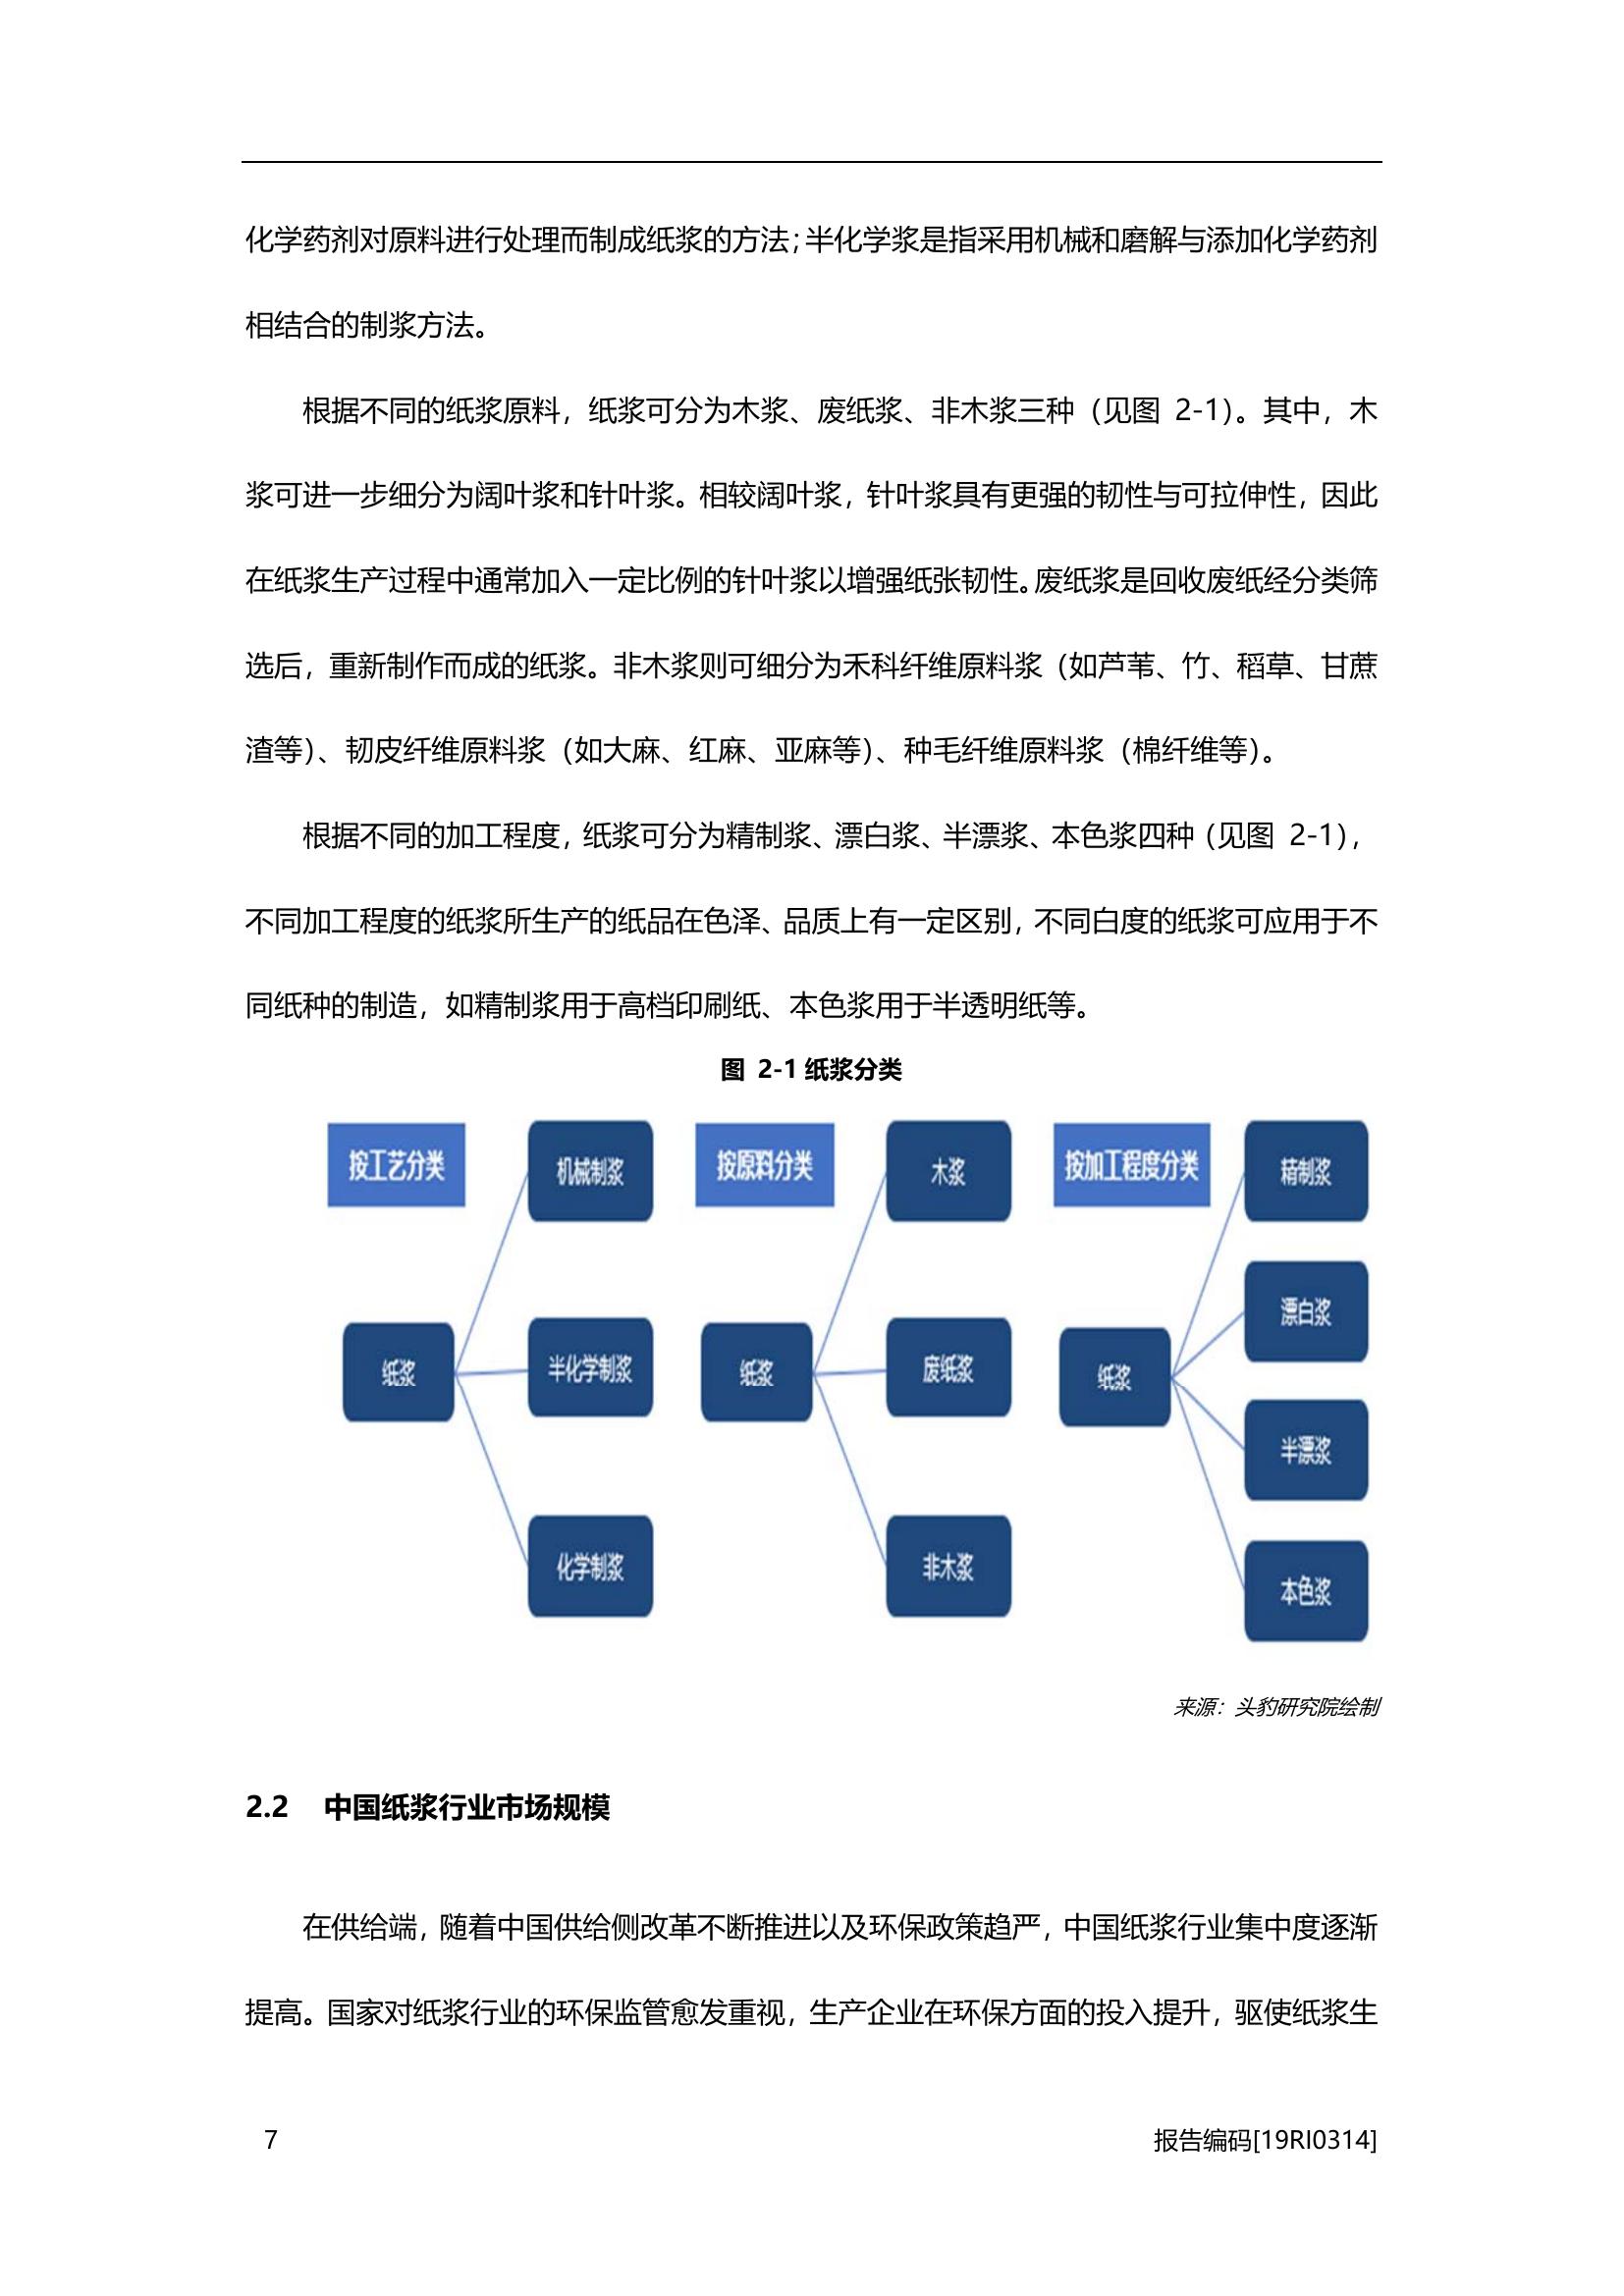 化学药剂对原料进行处理而制成纸浆的方法；半化学浆是指采用机械和磨解与添加化学药剂
相结合的制浆方法。
根据不同的纸浆原料，纸浆可分为木浆、废纸浆、非木浆三种（见图 2-1）。其中，木
浆可进一步细分为阔叶浆和针叶浆。相较阔叶浆，针叶浆具有更强的韧性与可拉伸性，因此
在纸浆生产过程中通常加入一定比例的针叶浆以增强纸张韧性。废纸浆是回收废纸经分类筛
选后，重新制作而成的纸浆。非木浆则可细分为禾科纤维原料浆（如芦苇、竹、稻草、甘蔗
渣等）、韧皮纤维原料浆（如大麻、红麻、亚麻等）、种毛纤维原料浆（棉纤维等）。
根据不同的加工程度，纸浆可分为精制浆、漂白浆、半漂浆、本色浆四种（见图 2-1），
不同加工程度的纸浆所生产的纸品在色泽、品质上有一定区别，不同白度的纸浆可应用于不
同纸种的制造，如精制浆用于高档印刷纸、本色浆用于半透明纸等。
图 2-1 纸浆分类
按工艺分类
机械制浆
纸浆
半化学制浆
化学制浆
按原料分类
木浆
纸浆
废纸浆
非木浆
按加工程度分类
精制浆
漂白浆
纸浆
半漂浆
本色浆
来源：头豹研究院绘制
2.2 中国纸浆行业市场规模
在供给端，随着中国供给侧改革不断推进以及环保政策趋严，中国纸浆行业集中度逐渐
提高。国家对纸浆行业的环保监管愈发重视，生产企业在环保方面的投入提升，驱使纸浆生
7
报告编码[19RI0314]